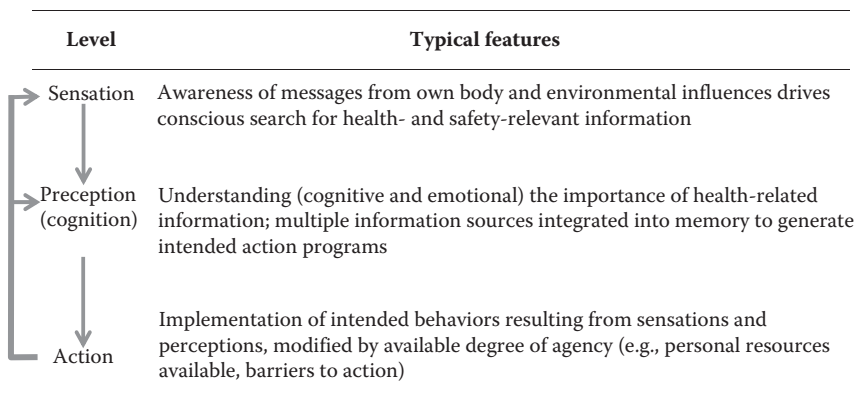 Level Typical features
Sensation Awareness of messages from own body and environmental influences drives
conscious search for health- and safety-relevant information
Preception Understanding (cognitive and emotional) the importance of health-related
(cognition) information; multiple information sources integrated into memory to generate
intended action programs
Implementation of intended behaviors resulting from sensations and
Action perceptions, modified by available degree of agency (e.g., personal resources
available, barriers to action)